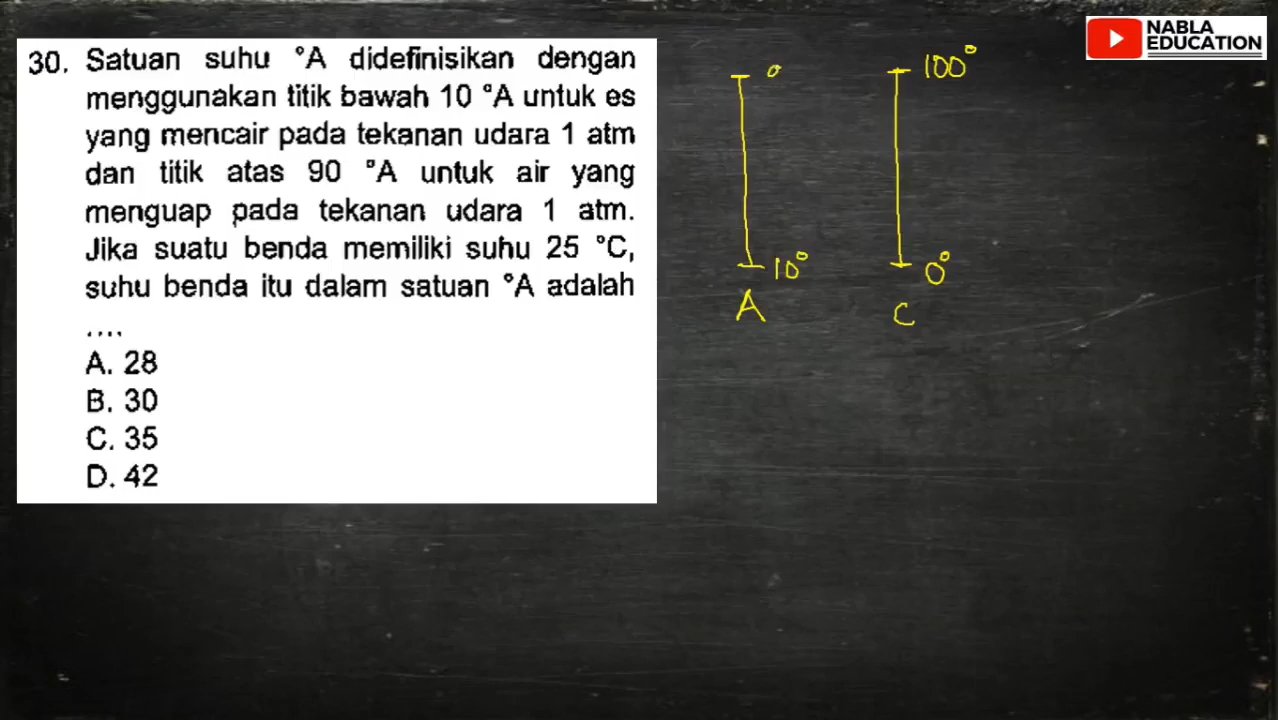 30. Satuan suhu °A didefinisikan dengan
menggunakan titik bawah 10 °A untuk es
yang mencair pada tekanan udara 1 atm
dan titik atas 90 °A untuk air yang
menguap pada tekanan udara 1 atm.
Jika suatu benda memiliki suhu 25 °C,
suhu benda itu dalam satuan °A adalah
....
A. 28
B. 30
C. 35
D. 42
100°
10°
0°
A
C
NABLA
EDUCATION